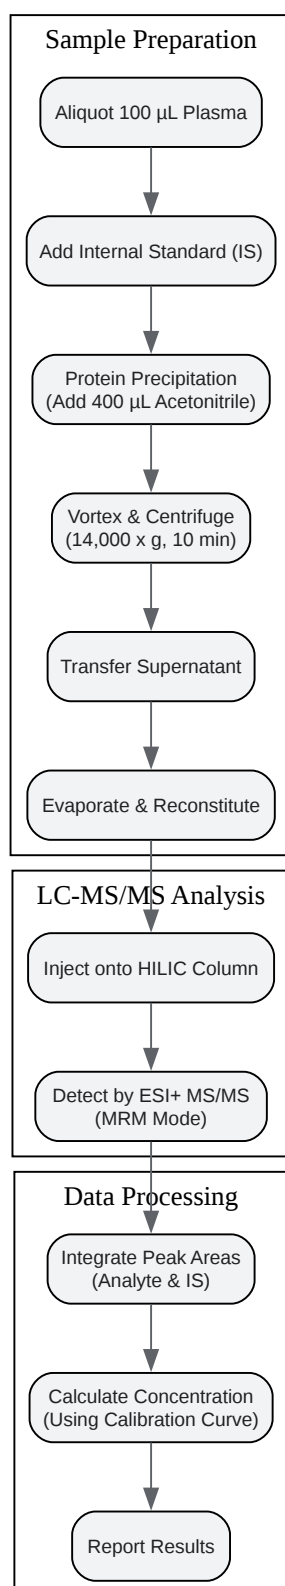 Sample Preparation
Aliquot 100 µL Plasma
Add Internal Standard (IS)
Protein Precipitation
(Add 400 µL Acetonitrile)
Vortex & Centrifuge
(14,000 x g, 10 min)
Transfer Supernatant
Evaporate & Reconstitute
LC-MS/MS Analysis
Inject onto HILIC Column
Detect by ESI+ MS/MS
(MRM Mode)
Data Processing
Integrate Peak Areas
(Analyte & IS)
Calculate Concentration
(Using Calibration Curve)
Report Results